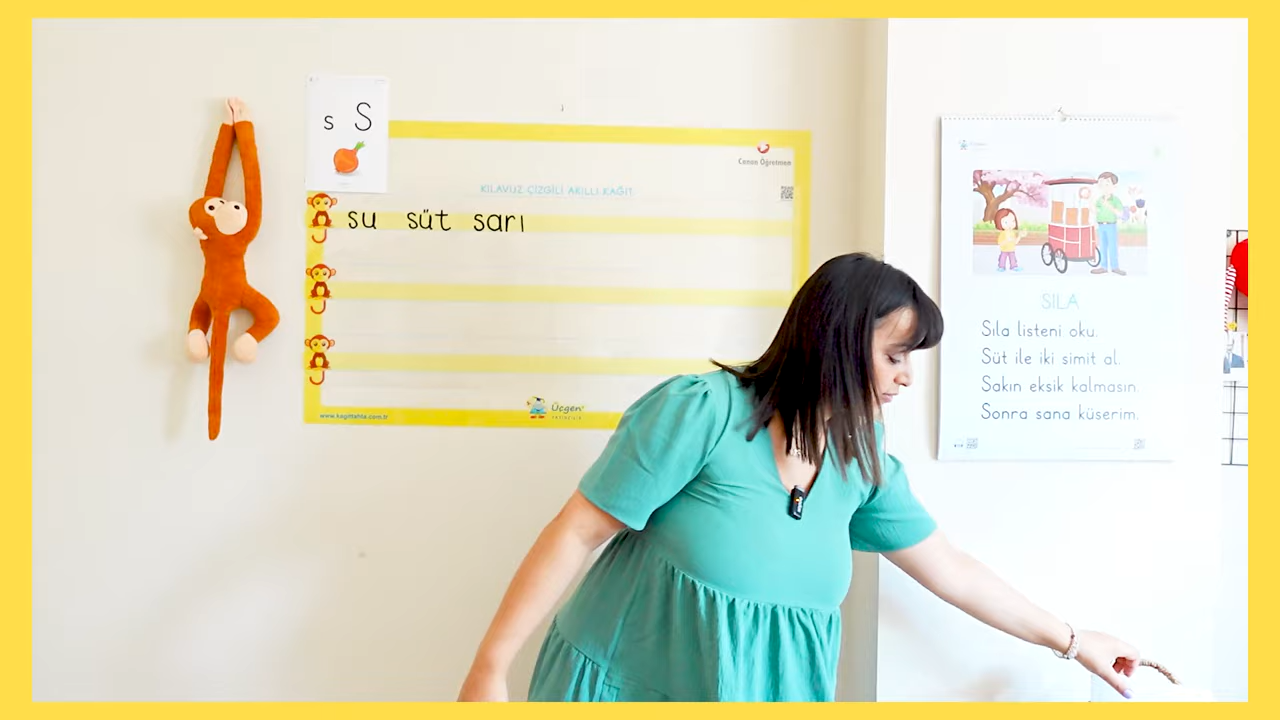 s S
Canan Öğretmen
KILAVUZ ÇİZGİLİ AKILLI KAĞIT
su süt sarı
www.kagittahta.com.tr
Üçgen
SILA
Sıla listeni oku.
Süt ile iki simit al.
Sakın eksik kalmasın.
Sonra sana küserim.